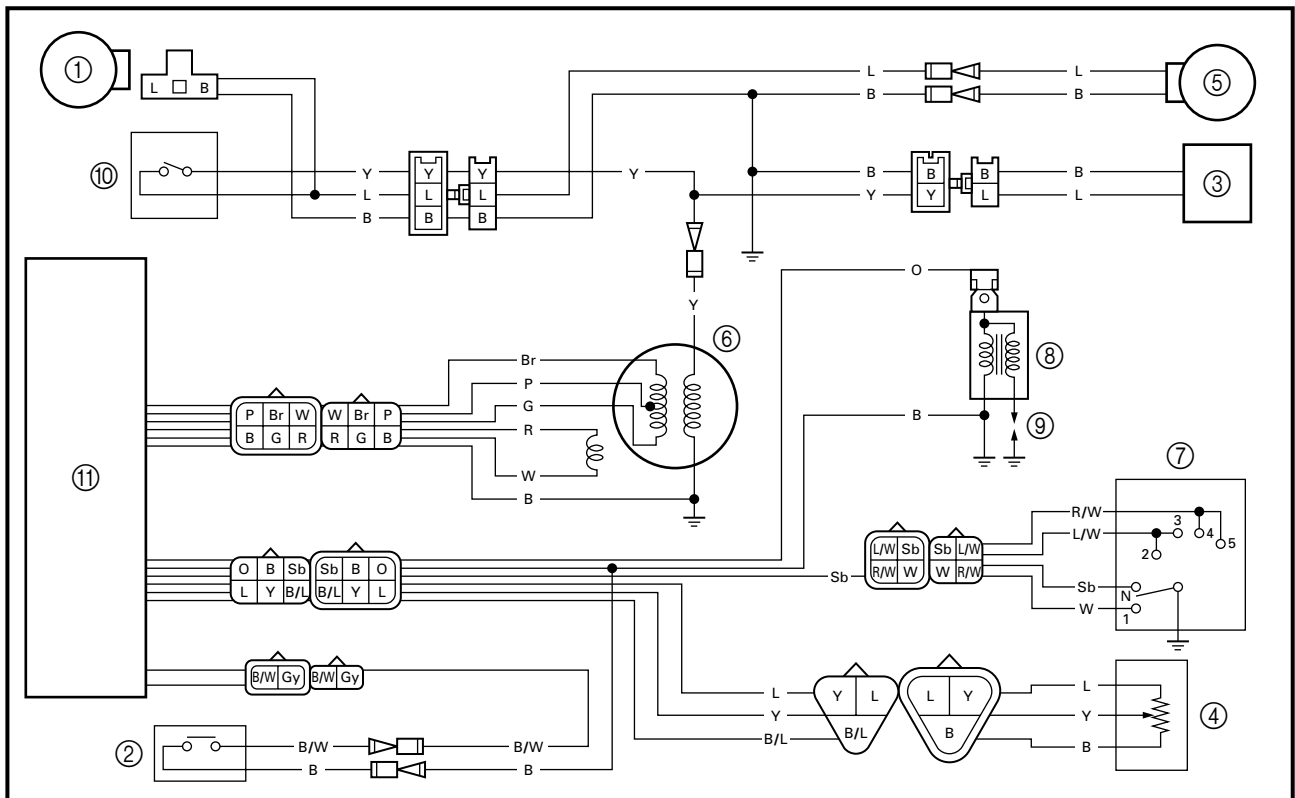 ① L B L L ⑤
B B
⑩ Y Y Y Y B B B B ③
L L L Y Y L L
B B B
O
Y
⑥
⑧
Br
P
P Br W W Br P G B ⑨
B G R R G B R
⑦
W
⑪ B
R/W
L/W 3 4 5
L/W Sb Sb L/W 2
O B Sb Sb B O R/W W W R/W
L Y B/L B/L Y L Sb Sb N
W 1
B/W Gy B/W Gy
L Y L L Y L
Y Y ④
② B/W B/W B/L B/L B B
B B